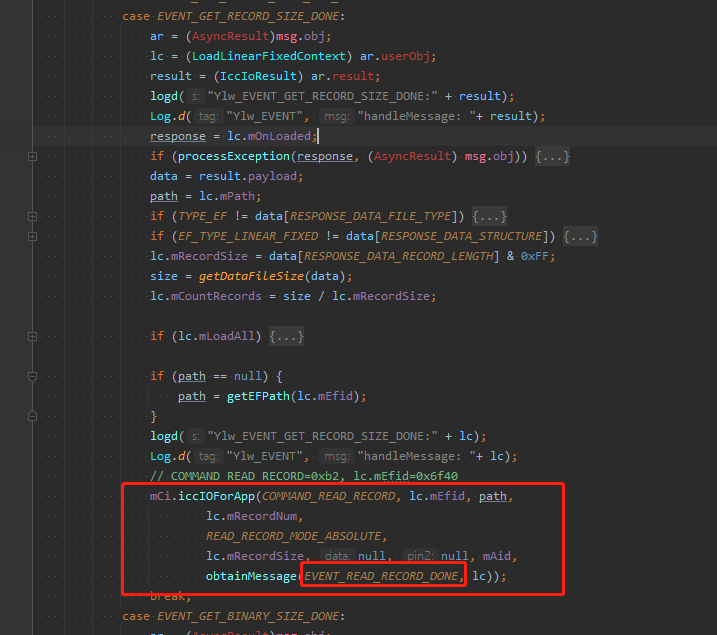 case EVENT_GET_RECORD_SIZE_DONE:
ar = (AsyncResult)msg.obj;
lc = (LoadLinearFixedContext) ar.userObj;
result = (IccIoResult) ar.result;
logd( s: "Ylw_EVENT_GET_RECORD_SIZE_DONE:" + result);
Log.d( tag: "Ylw_EVENT", msg: "handleMessage: "+ result);
response = lc.mOnLoaded;
if (processException(response, (AsyncResult) msg.obj)) {...}
data = result.payload;
path = lc.mPath;
if (TYPE_EF != data[RESPONSE_DATA_FILE_TYPE]) {...}
if (EF_TYPE_LINEAR_FIXED != data[RESPONSE_DATA_STRUCTURE]) {...}
lc.mRecordSize = data[RESPONSE_DATA_RECORD_LENGTH] & 0xFF;
size = getDataFileSize(data);
lc.mCountRecords = size / lc.mRecordSize;
if (lc.mLoadAll) {...}
if (path == null) {
path = getEFPath(lc.mEfid);
}
logd( s: "Ylw_EVENT_GET_RECORD_SIZE_DONE:" + lc);
Log.d( tag: "Ylw_EVENT", msg: "handleMessage: "+ lc);
// COMMAND_READ_RECORD=0xb2, lc.mEfid=0x6f40
mCi.iccIOForApp(COMMAND_READ_RECORD, lc.mEfid, path,
lc.mRecordNum,
READ_RECORD_MODE_ABSOLUTE,
lc.mRecordSize, data: null, pin2: null, mAid,
obtainMessage(EVENT_READ_RECORD_DONE, lc));
break;
case EVENT_GET_BINARY_SIZE_DONE: